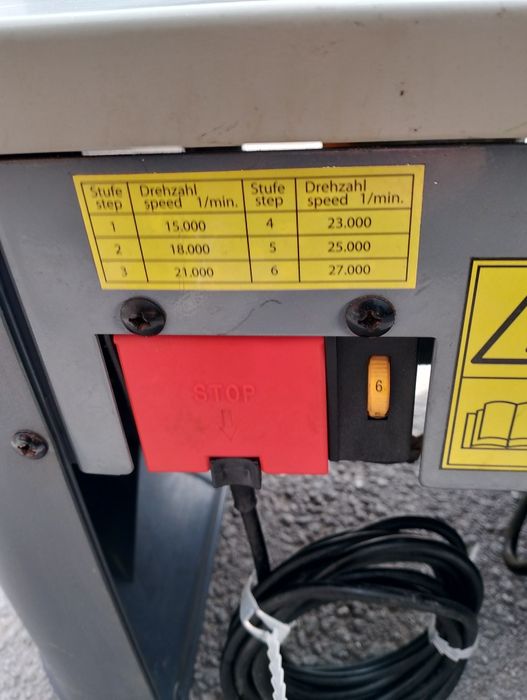 Stufe Drehzahl Stufe Drehzahl
step speed 1/min. step speed 1/min.
1 15.000 4 23.000
2 18.000 5 25.000
3 21.000 6 27.000
STOP
6